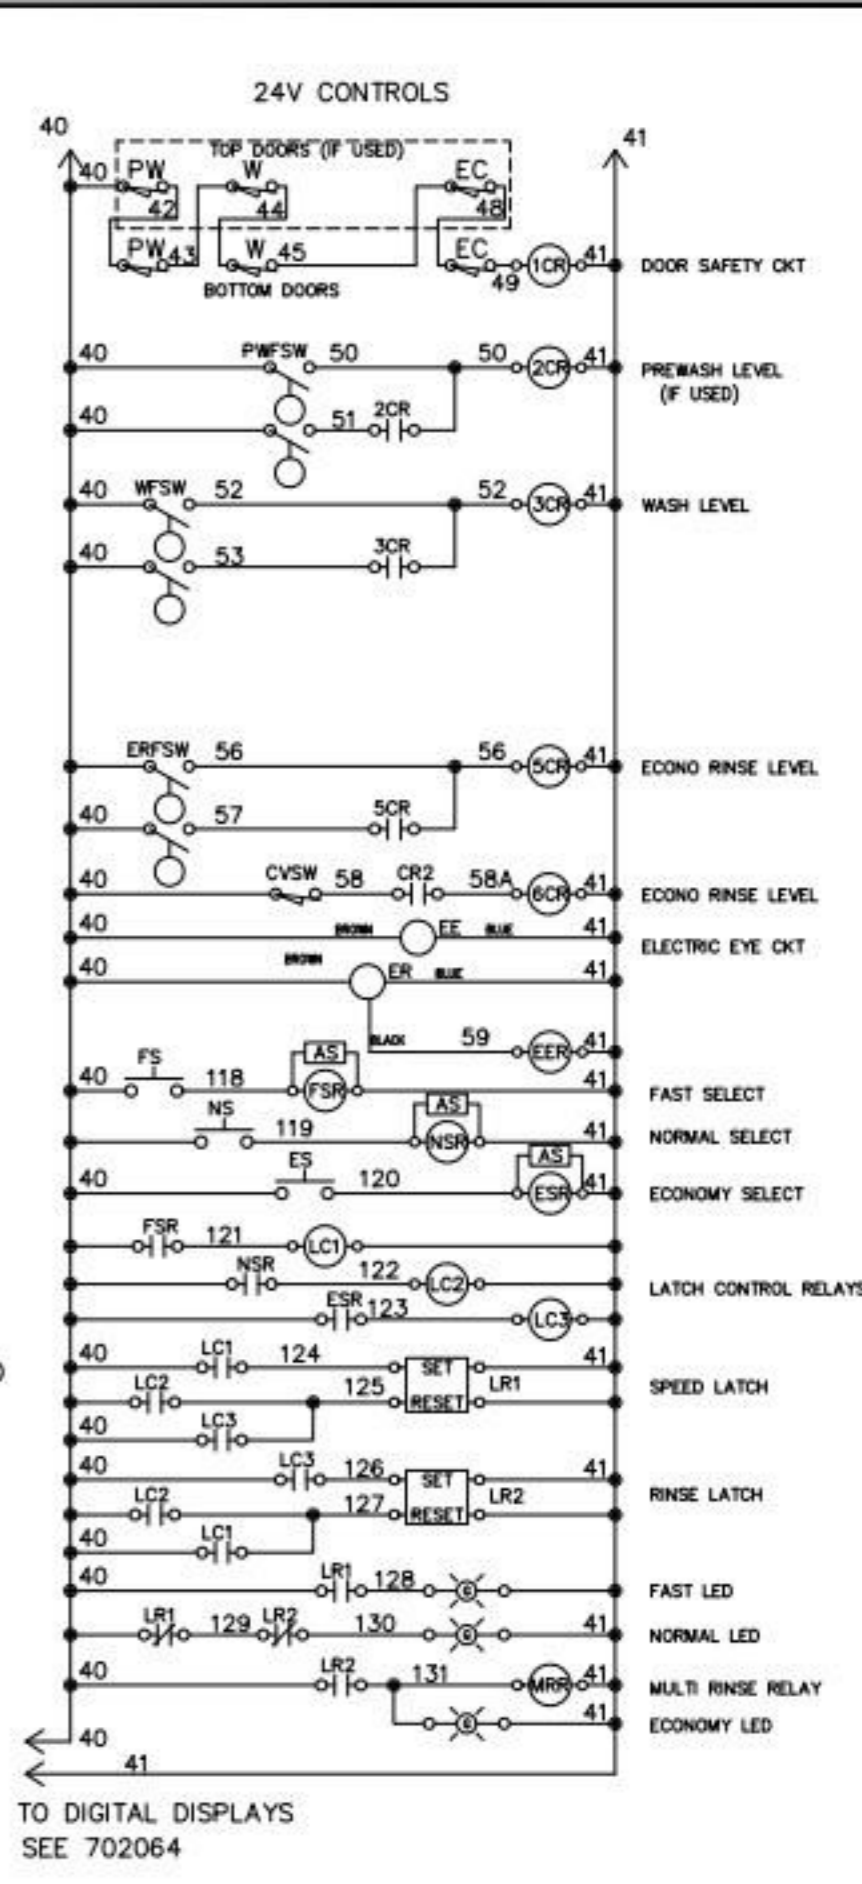 24V CONTROLS
40 41
TOP DOORS (IF USED)
40 PW W EC
42 44 48
PW 43 W 45 EC 49 1CR 41 DOOR SAFETY CKT
BOTTOM DOORS
40 PWFSW 50 50 2CR 41 PREWASH LEVEL
(IF USED)
40 51 2CR
40 WFSW 52 52 3CR 41 WASH LEVEL
40 53 3CR
40 ERFSW 56 56 5CR 41 ECONO RINSE LEVEL
40 57 5CR
40 CVSW 58 CR2 58A 6CR 41 ECONO RINSE LEVEL
40 BROWN EE BLUE 41 ELECTRIC EYE CKT
40 BROWN ER BLUE 41
BLACK 59 EER 41
AS
40 FS 118 FSR 41 FAST SELECT
AS
NS 119 NSR 41 NORMAL SELECT
AS
40 ES 120 ESR 41 ECONOMY SELECT
FSR 121 LC1
NSR 122 LC2 LATCH CONTROL RELAYS
ESR 123 LC3
40 LC1 124 SET 41
LC2 125 RESET LR1 SPEED LATCH
40 LC3
40 LC3 126 SET 41
LC2 127 RESET LR2 RINSE LATCH
40 LC1
40 LR1 128 G FAST LED
LR1 129 LR2 130 G 41 NORMAL LED
40 LR2 131 MRR 41 MULTI RINSE RELAY
G 41 ECONOMY LED
40
41
TO DIGITAL DISPLAYS
SEE 702064